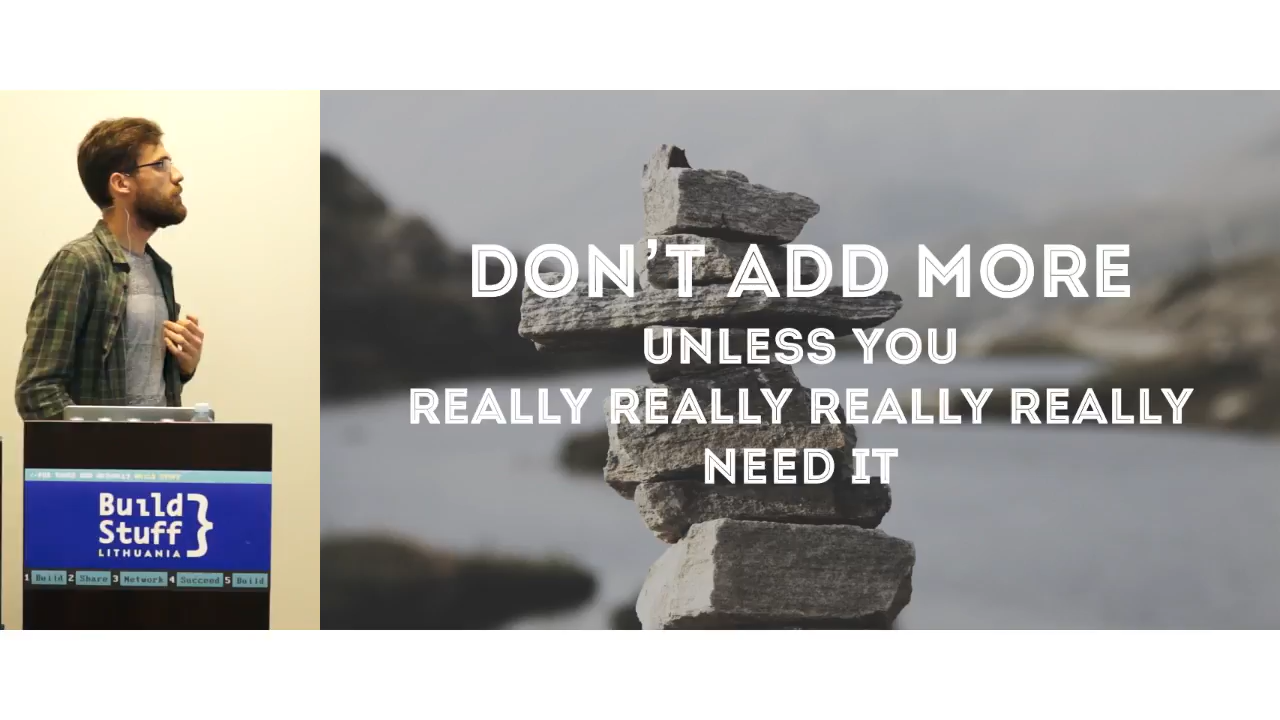 DON'T ADD MORE
UNLESS YOU
REALLY REALLY REALLY REALLY
NEED IT
Build
Stuff }
LITHUANIA
1 Build 2 Share 3 Network 4 Succeed 5 Build